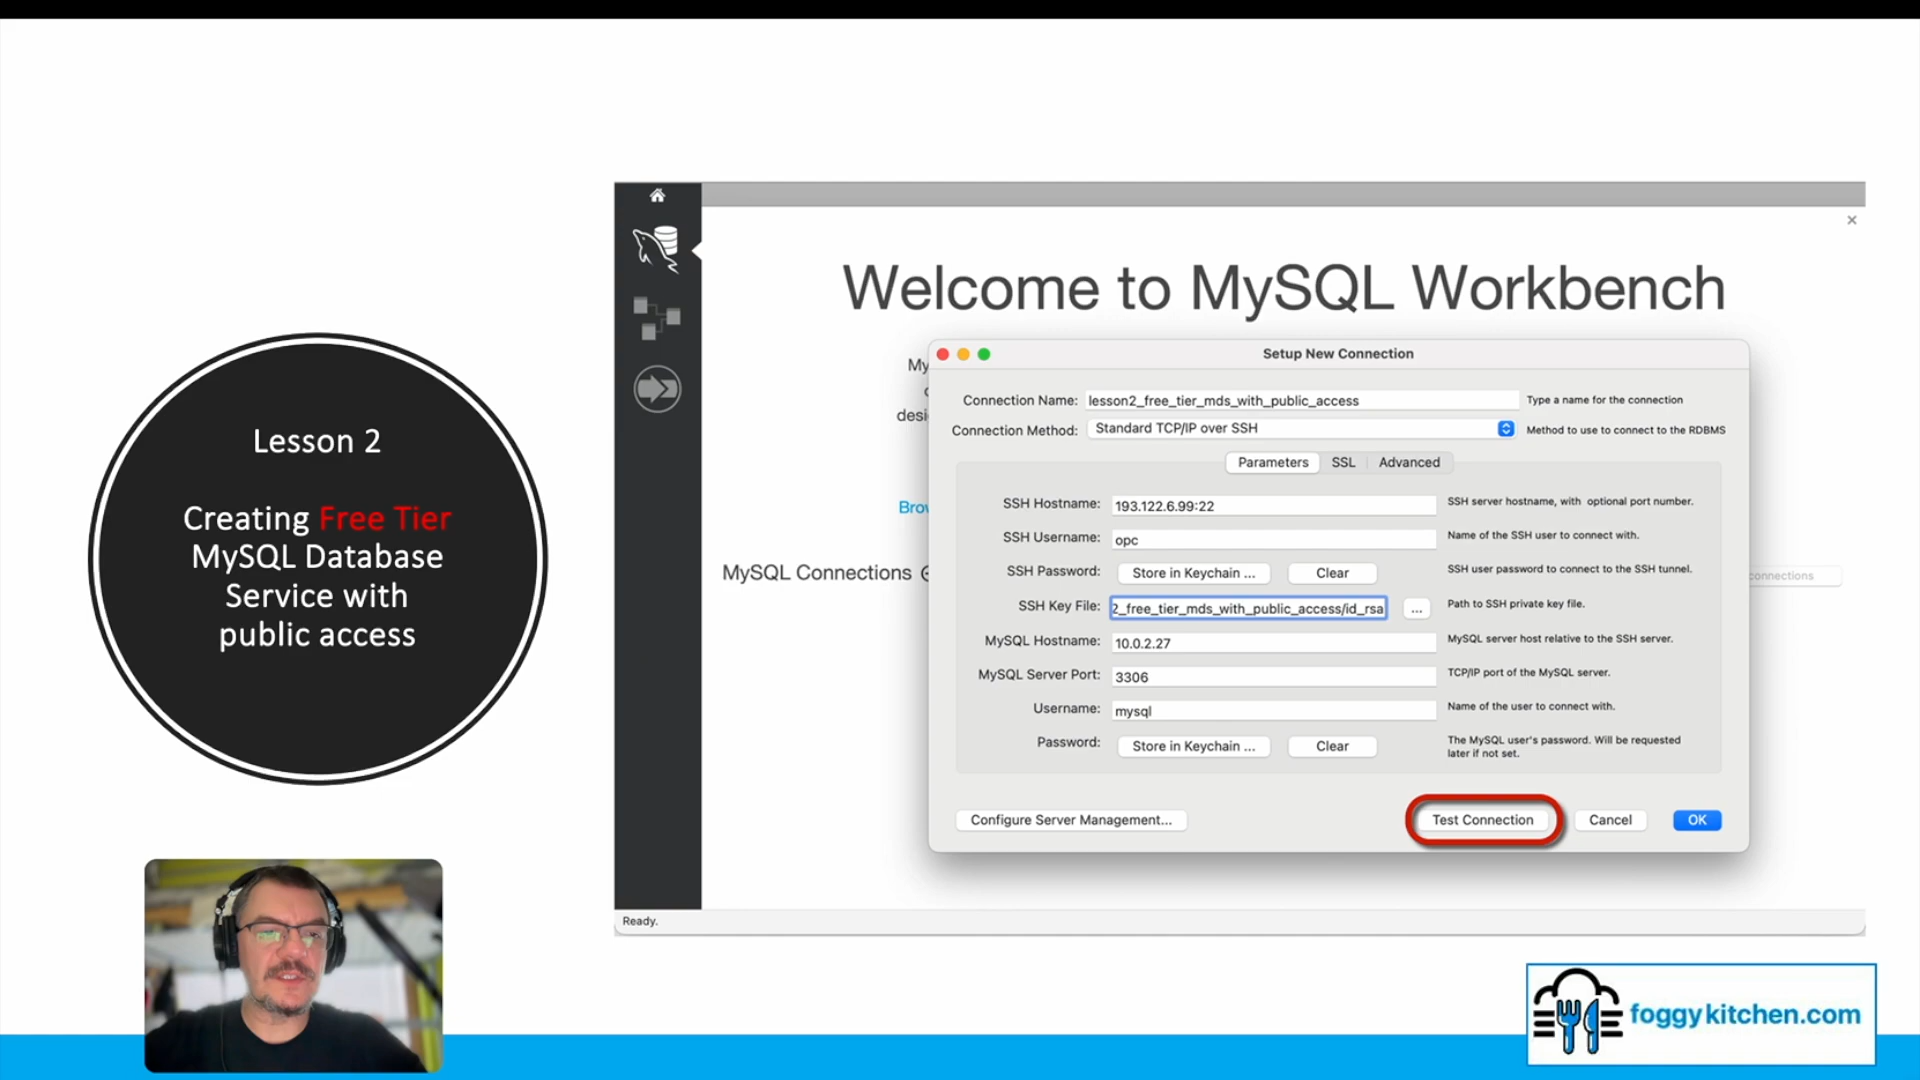 Lesson 2
Creating Free Tier
MySQL Database
Service with
public access
Welcome to MySQL Workbench
My
desi
Brow
MySQL Connections
connections
Setup New Connection
Connection Name: lesson2_free_tier_mds_with_public_access Type a name for the connection
Connection Method: Standard TCP/IP over SSH Method to use to connect to the RDBMS
Parameters SSL Advanced
SSH Hostname: 193.122.6.99:22 SSH server hostname, with optional port number.
SSH Username: opc Name of the SSH user to connect with.
SSH Password: Store in Keychain ... Clear SSH user password to connect to the SSH tunnel.
SSH Key File: 2_free_tier_mds_with_public_access/id_rsa ... Path to SSH private key file.
MySQL Hostname: 10.0.2.27 MySQL server host relative to the SSH server.
MySQL Server Port: 3306 TCP/IP port of the MySQL server.
Username: mysql Name of the user to connect with.
Password: Store in Keychain ... Clear The MySQL user's password. Will be requested
later if not set.
Configure Server Management... Test Connection Cancel OK
Ready.
foggykitchen.com